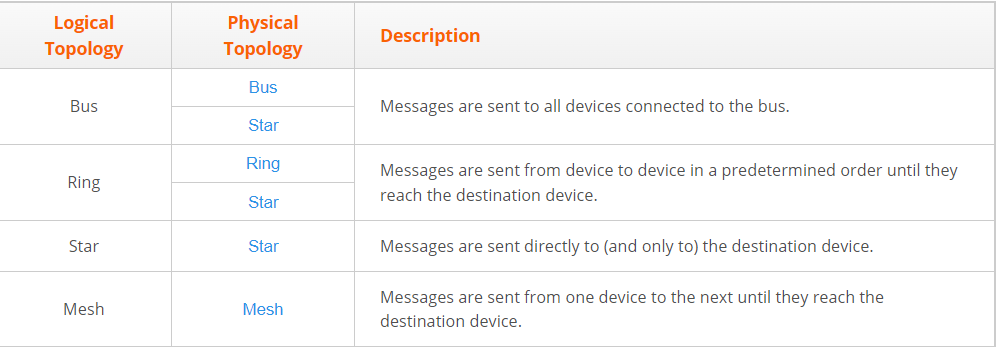 Logical Topology
Physical Topology
Description
Bus
Bus
Star
Messages are sent to all devices connected to the bus.
Ring
Ring
Star
Messages are sent from device to device in a predetermined order until they
reach the destination device.
Star
Star
Messages are sent directly to (and only to) the destination device.
Mesh
Mesh
Messages are sent from one device to the next until they reach the
destination device.